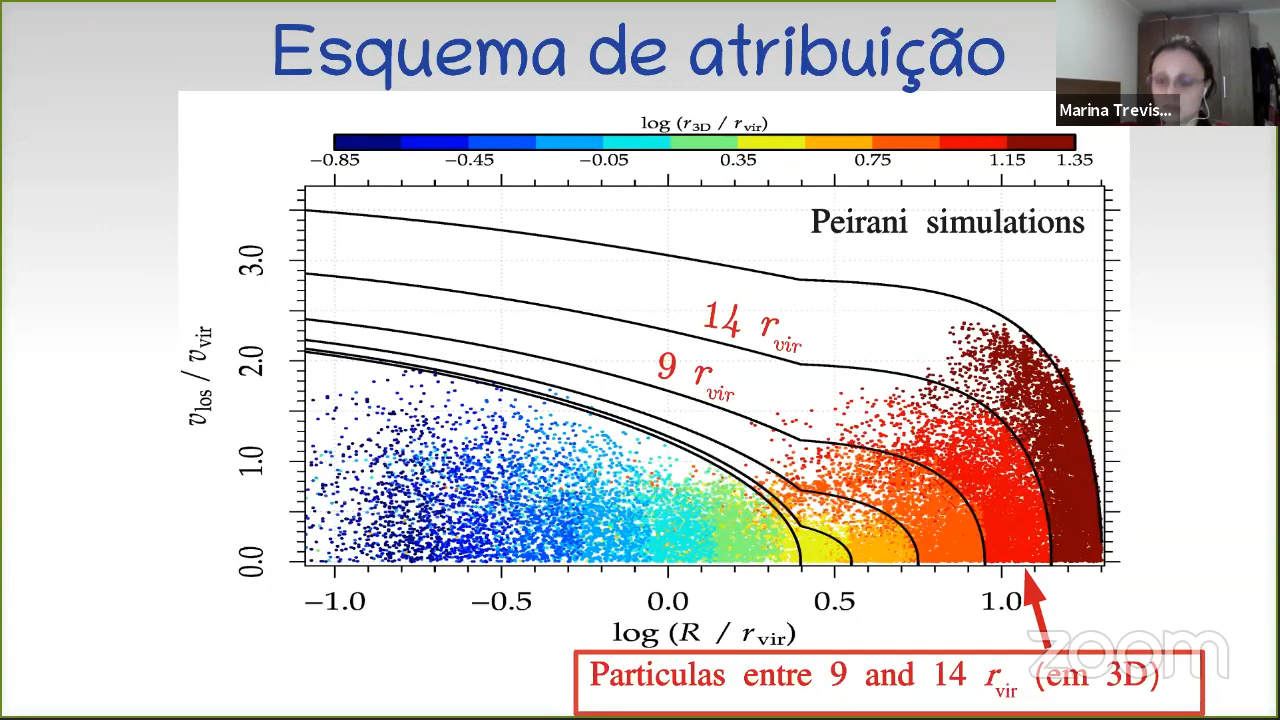 Esquema de atribuição
Marina Trevis...
log (r3D / rvir)
−0.85 −0.45 −0.05 0.35 0.75 1.15 1.35
Peirani simulations
14 rvir
9 rvir
vlos / vvir
3.0
2.0
1.0
0.0
−1.0 −0.5 0.0 0.5 1.0
log (R / rvir)
zoom
Particulas entre 9 and 14 rvir (em 3D)